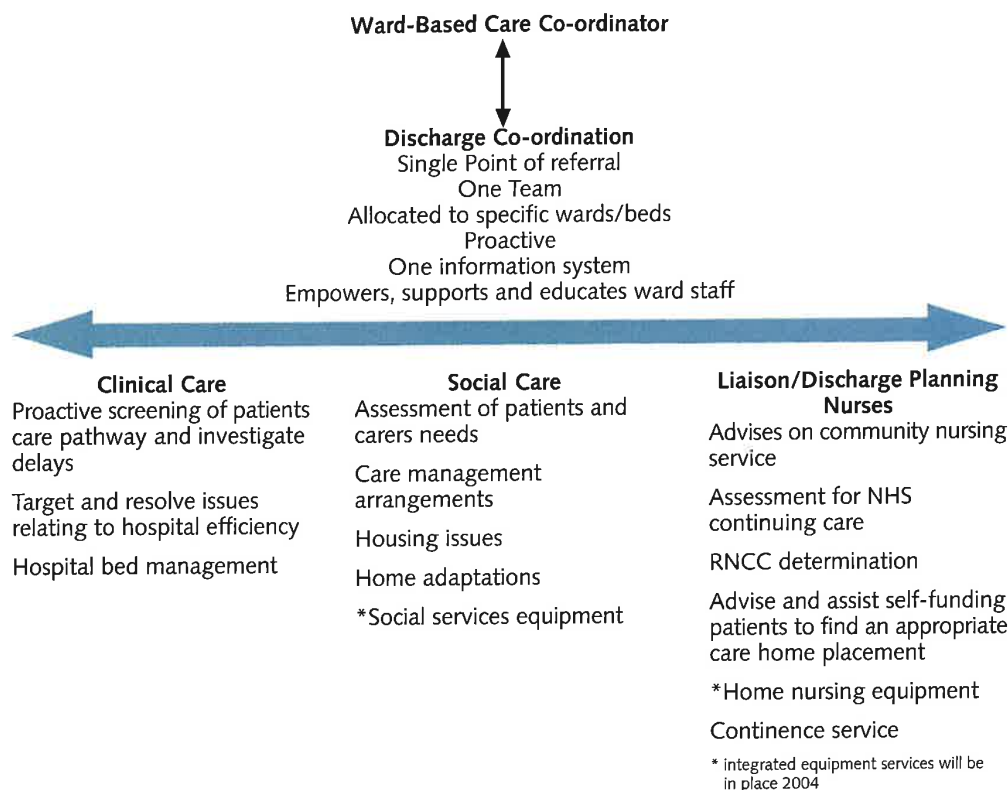 Ward-Based Care Co-ordinator
Discharge Co-ordination
Single Point of referral
One Team
Allocated to specific wards/beds
Proactive
One information system
Empowers, supports and educates ward staff
Clinical Care
Proactive screening of patients
care pathway and investigate
delays
Target and resolve issues
relating to hospital efficiency
Hospital bed management
Social Care
Assessment of patients and
carers needs
Care management
arrangements
Housing issues
Home adaptations
*Social services equipment
Liaison/Discharge Planning
Nurses
Advises on community nursing
service
Assessment for NHS
continuing care
RNCC determination
Advise and assist self-funding
patients to find an appropriate
care home placement
*Home nursing equipment
Continence service
* integrated equipment services will be
in place 2004